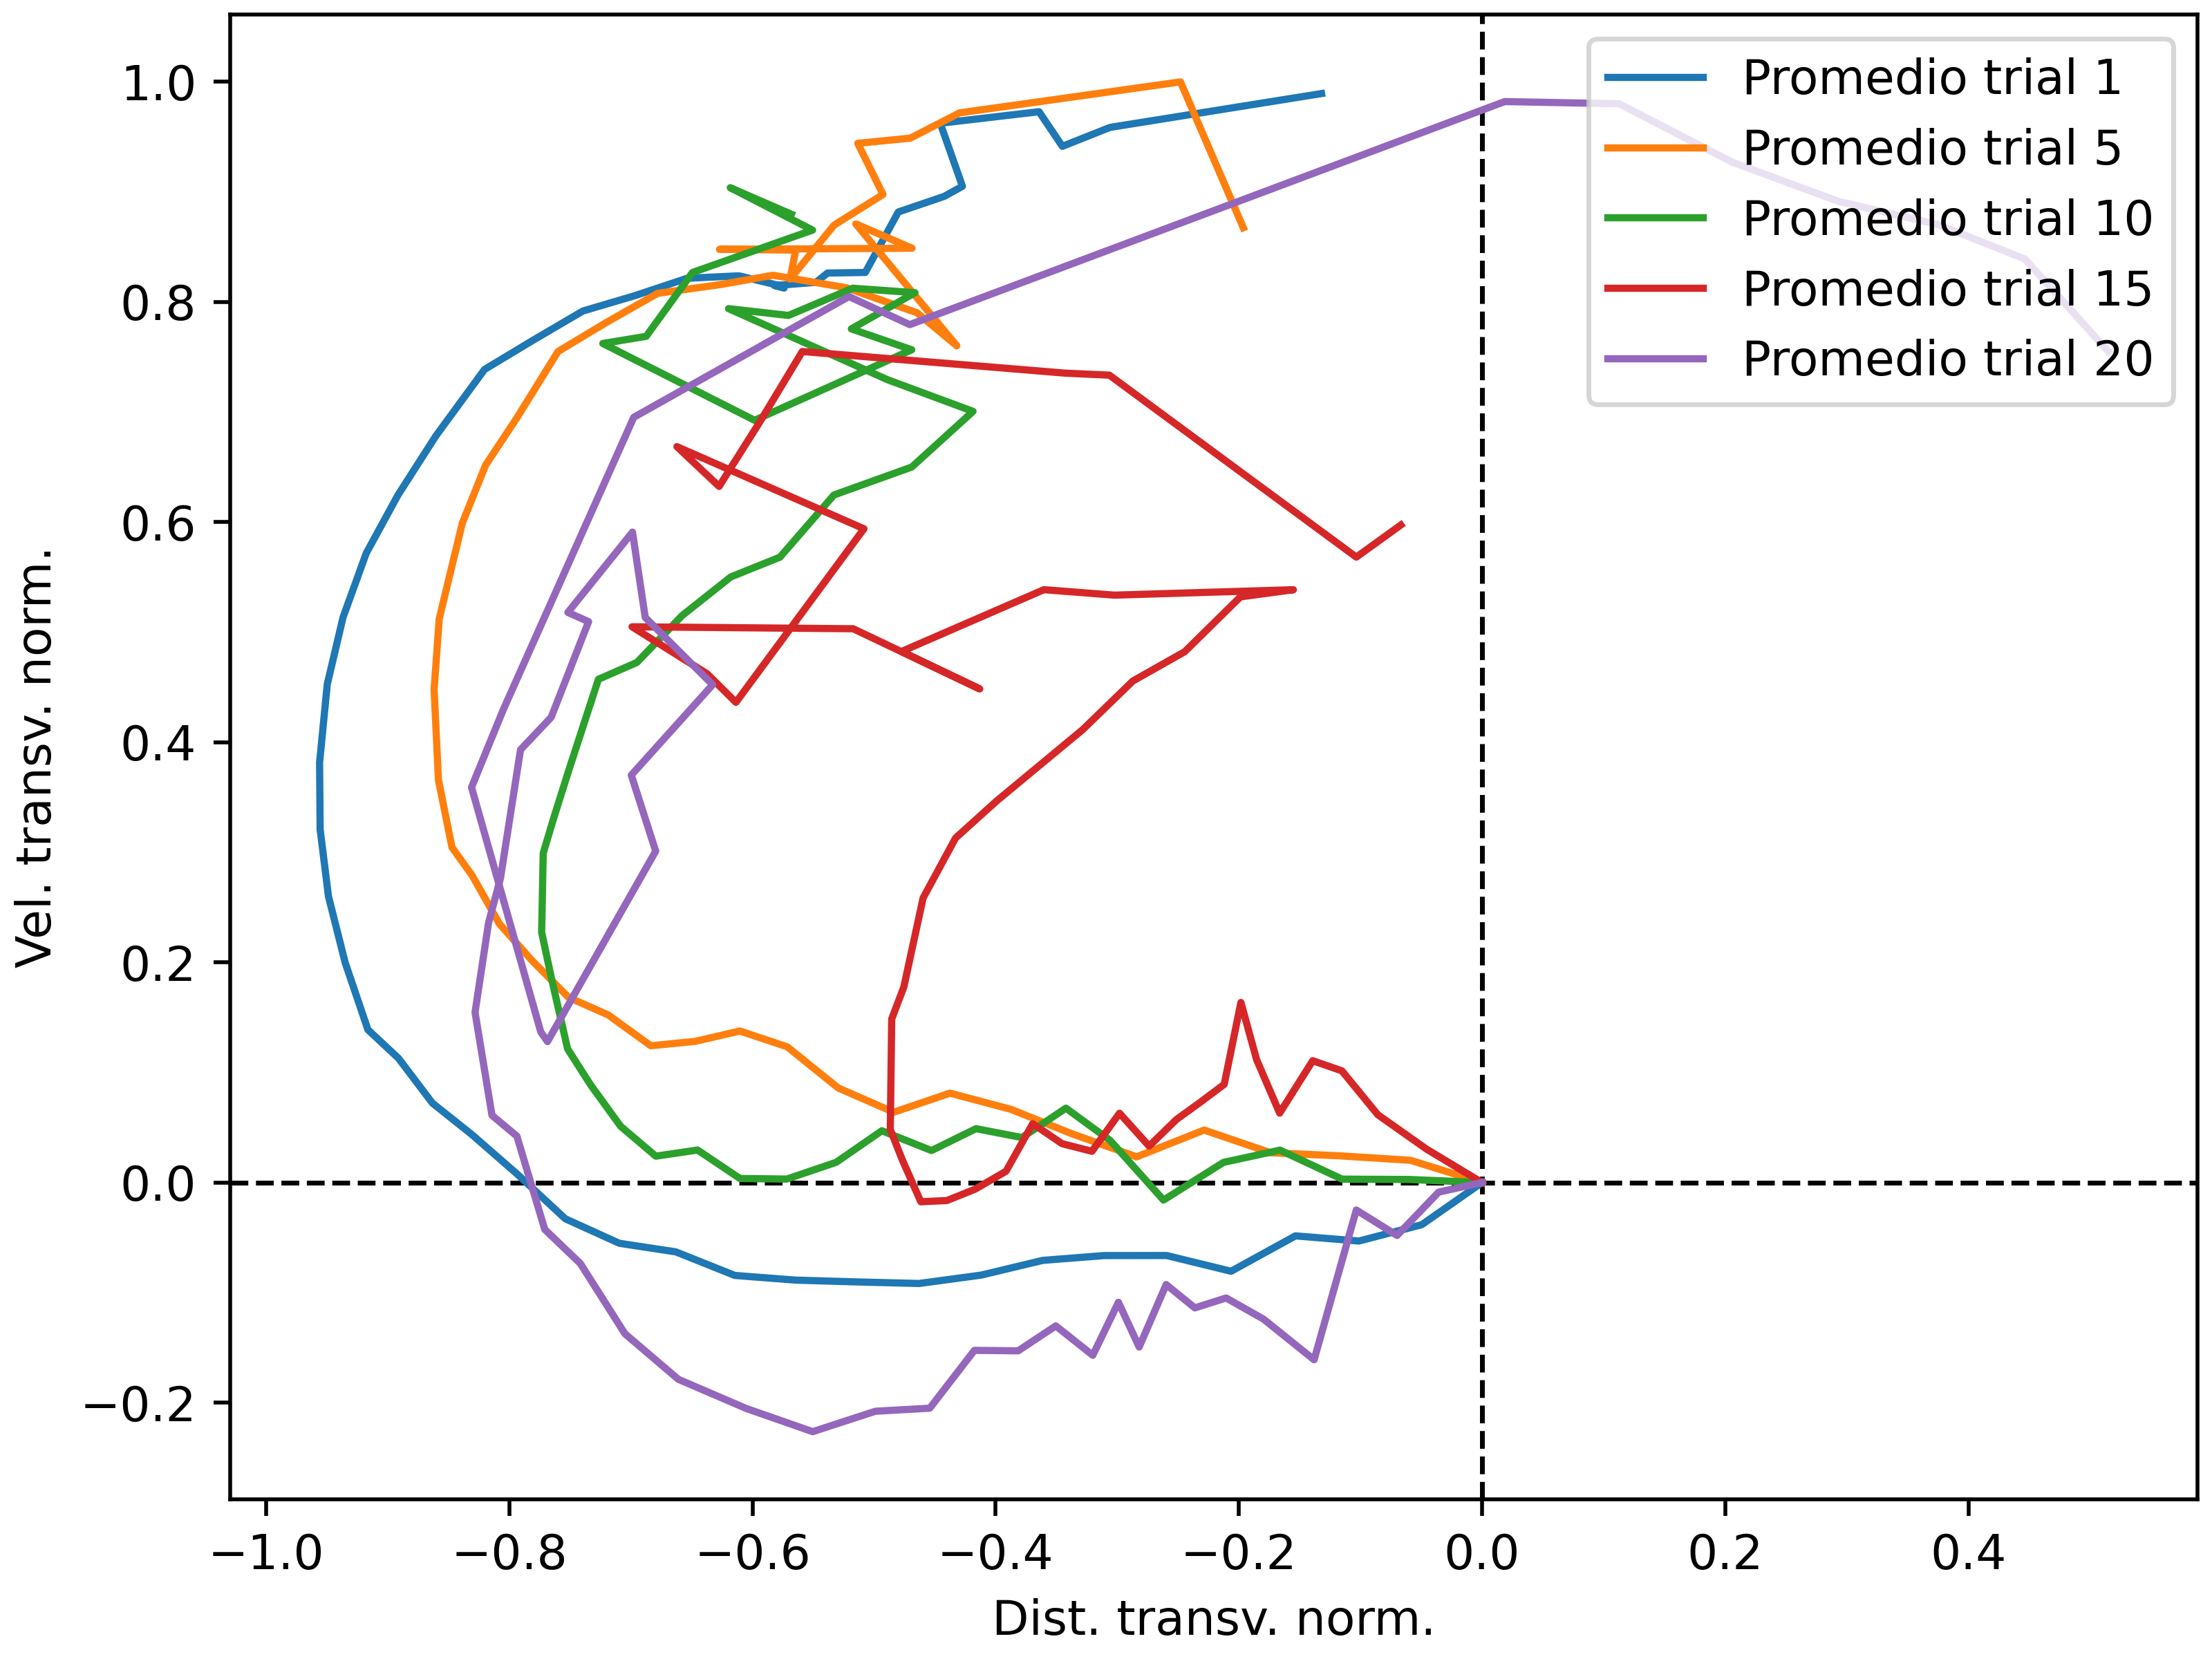 Promedio trial 1
Promedio trial 5
Promedio trial 10
Promedio trial 15
Promedio trial 20
1.0
0.8
0.6
0.4
0.2
0.0
−0.2
Vel. transv. norm.
−1.0 −0.8 −0.6 −0.4 −0.2 0.0 0.2 0.4
Dist. transv. norm.